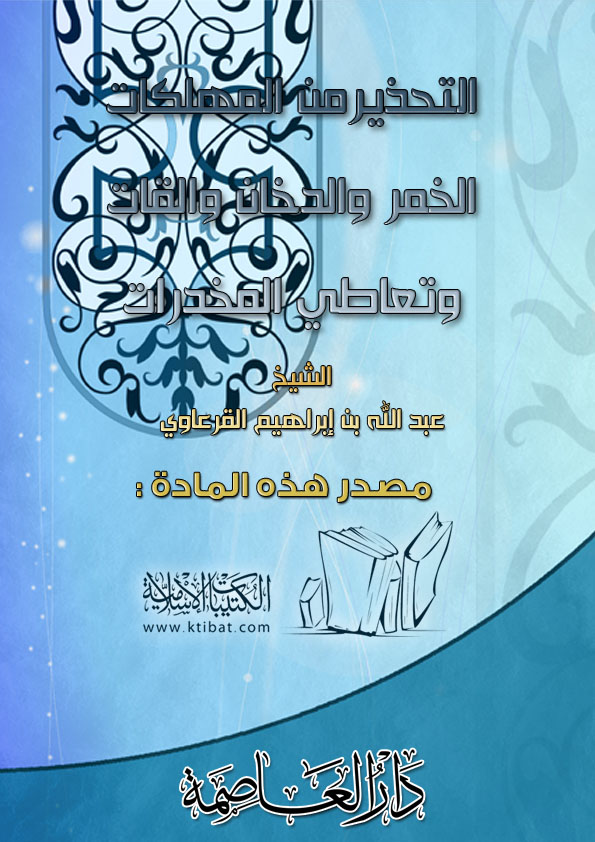 التحذير من المهلكات
الخمر والدخان والقات
وتعاطي المخدرات
الشيخ
عبد الله بن إبراهيم القرعاوي
مصدر هذه المادة :
الكتيبات الإسلامية
www.ktibat.com
دار العاصمة